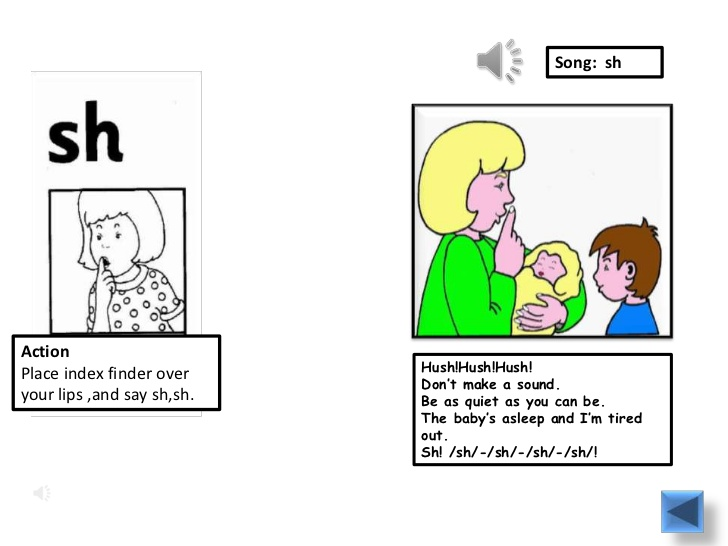 Song: sh
sh
Action
Place index finder over
your lips ,and say sh,sh.
Hush!Hush!Hush!
Don't make a sound.
Be as quiet as you can be.
The baby's asleep and I'm tired
out.
Sh! /sh/-/sh/-/sh/-/sh/!